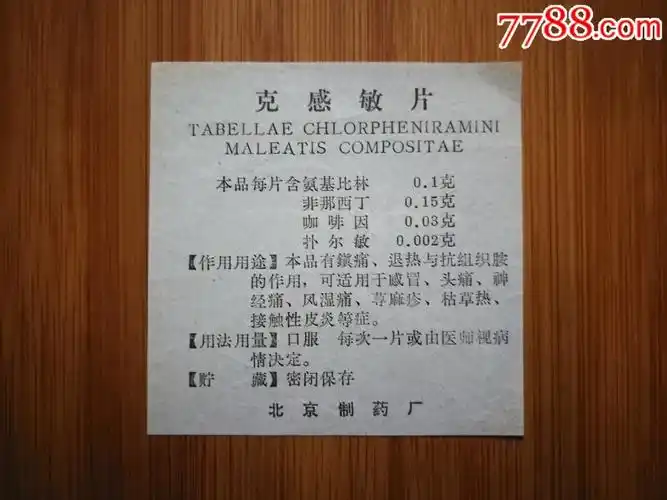 7788.com
克感敏片
TABELLAE CHLORPHENIRAMINI
MALEATIS COMPOSITAE
本品每片含氨基比林 0.1克
非那西丁 0.15克
咖啡因 0.03克
扑尔敏 0.002克
【作用用途】本品有鎭痛、退热与抗组织胺
的作用，可适用于感冒、头痛、神
经痛、风湿痛、荨麻疹、枯草热、
接触性皮炎等症。
【用法用量】口服 每次一片或由医师视病
情决定。
【贮 藏】密闭保存
北京制药厂